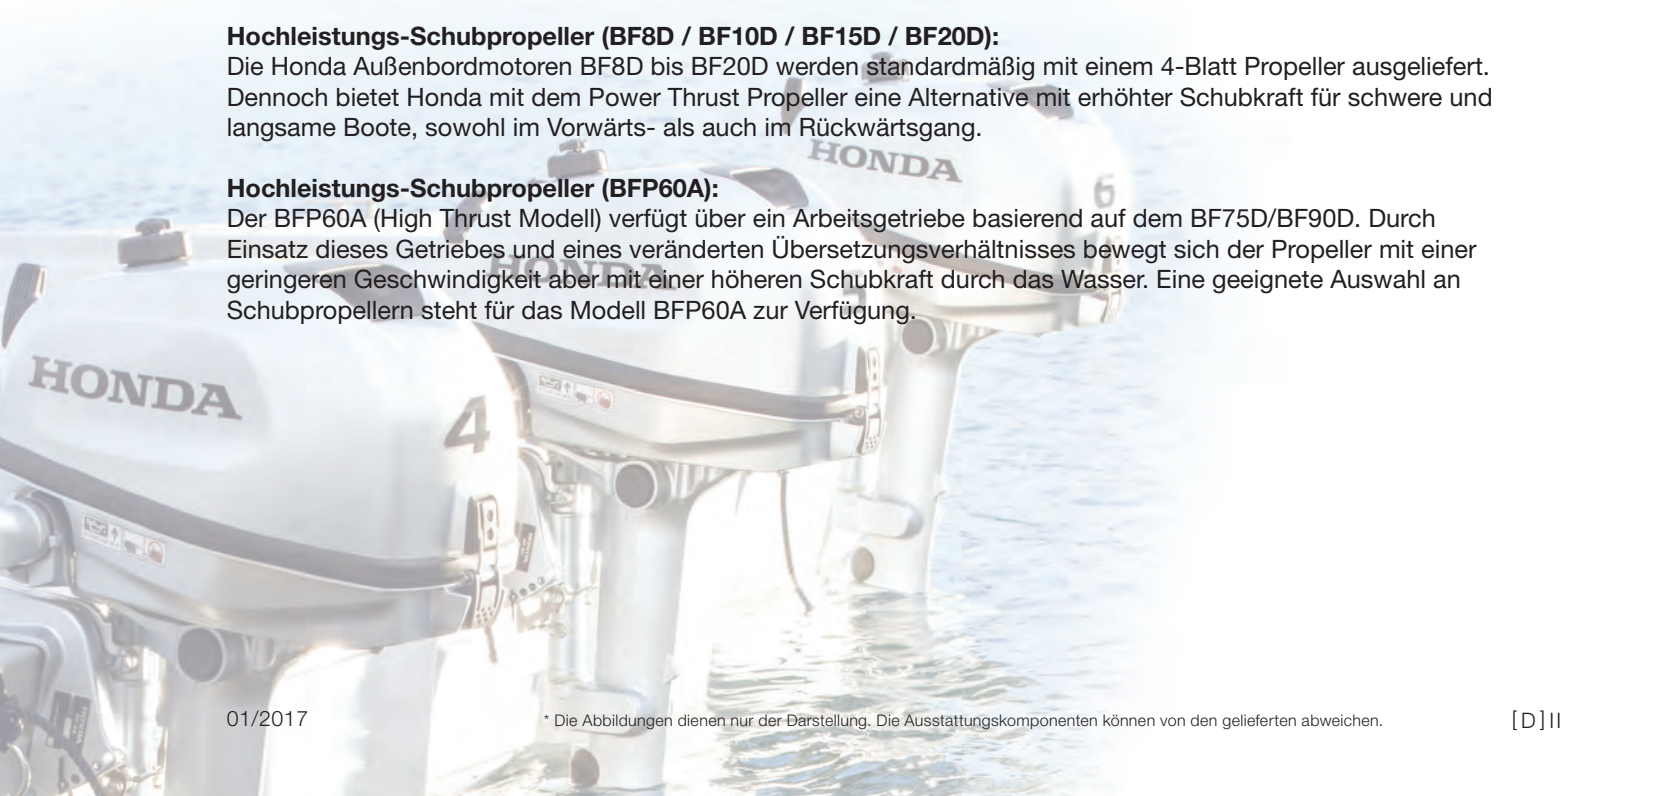 Hochleistungs-Schubpropeller (BF8D / BF10D / BF15D / BF20D):
Die Honda Außenbordmotoren BF8D bis BF20D werden standardmäßig mit einem 4-Blatt Propeller ausgeliefert.
Dennoch bietet Honda mit dem Power Thrust Propeller eine Alternative mit erhöhter Schubkraft für schwere und
langsame Boote, sowohl im Vorwärts- als auch im Rückwärtsgang.
Hochleistungs-Schubpropeller (BFP60A):
Der BFP60A (High Thrust Modell) verfügt über ein Arbeitsgetriebe basierend auf dem BF75D/BF90D. Durch
Einsatz dieses Getriebes und eines veränderten Übersetzungsverhältnisses bewegt sich der Propeller mit einer
geringeren Geschwindigkeit aber mit einer höheren Schubkraft durch das Wasser. Eine geeignete Auswahl an
Schubpropellern steht für das Modell BFP60A zur Verfügung.
HONDA
6
HONDA
5
HONDA
4
01/2017
* Die Abbildungen dienen nur der Darstellung. Die Ausstattungskomponenten können von den gelieferten abweichen.
[D]II